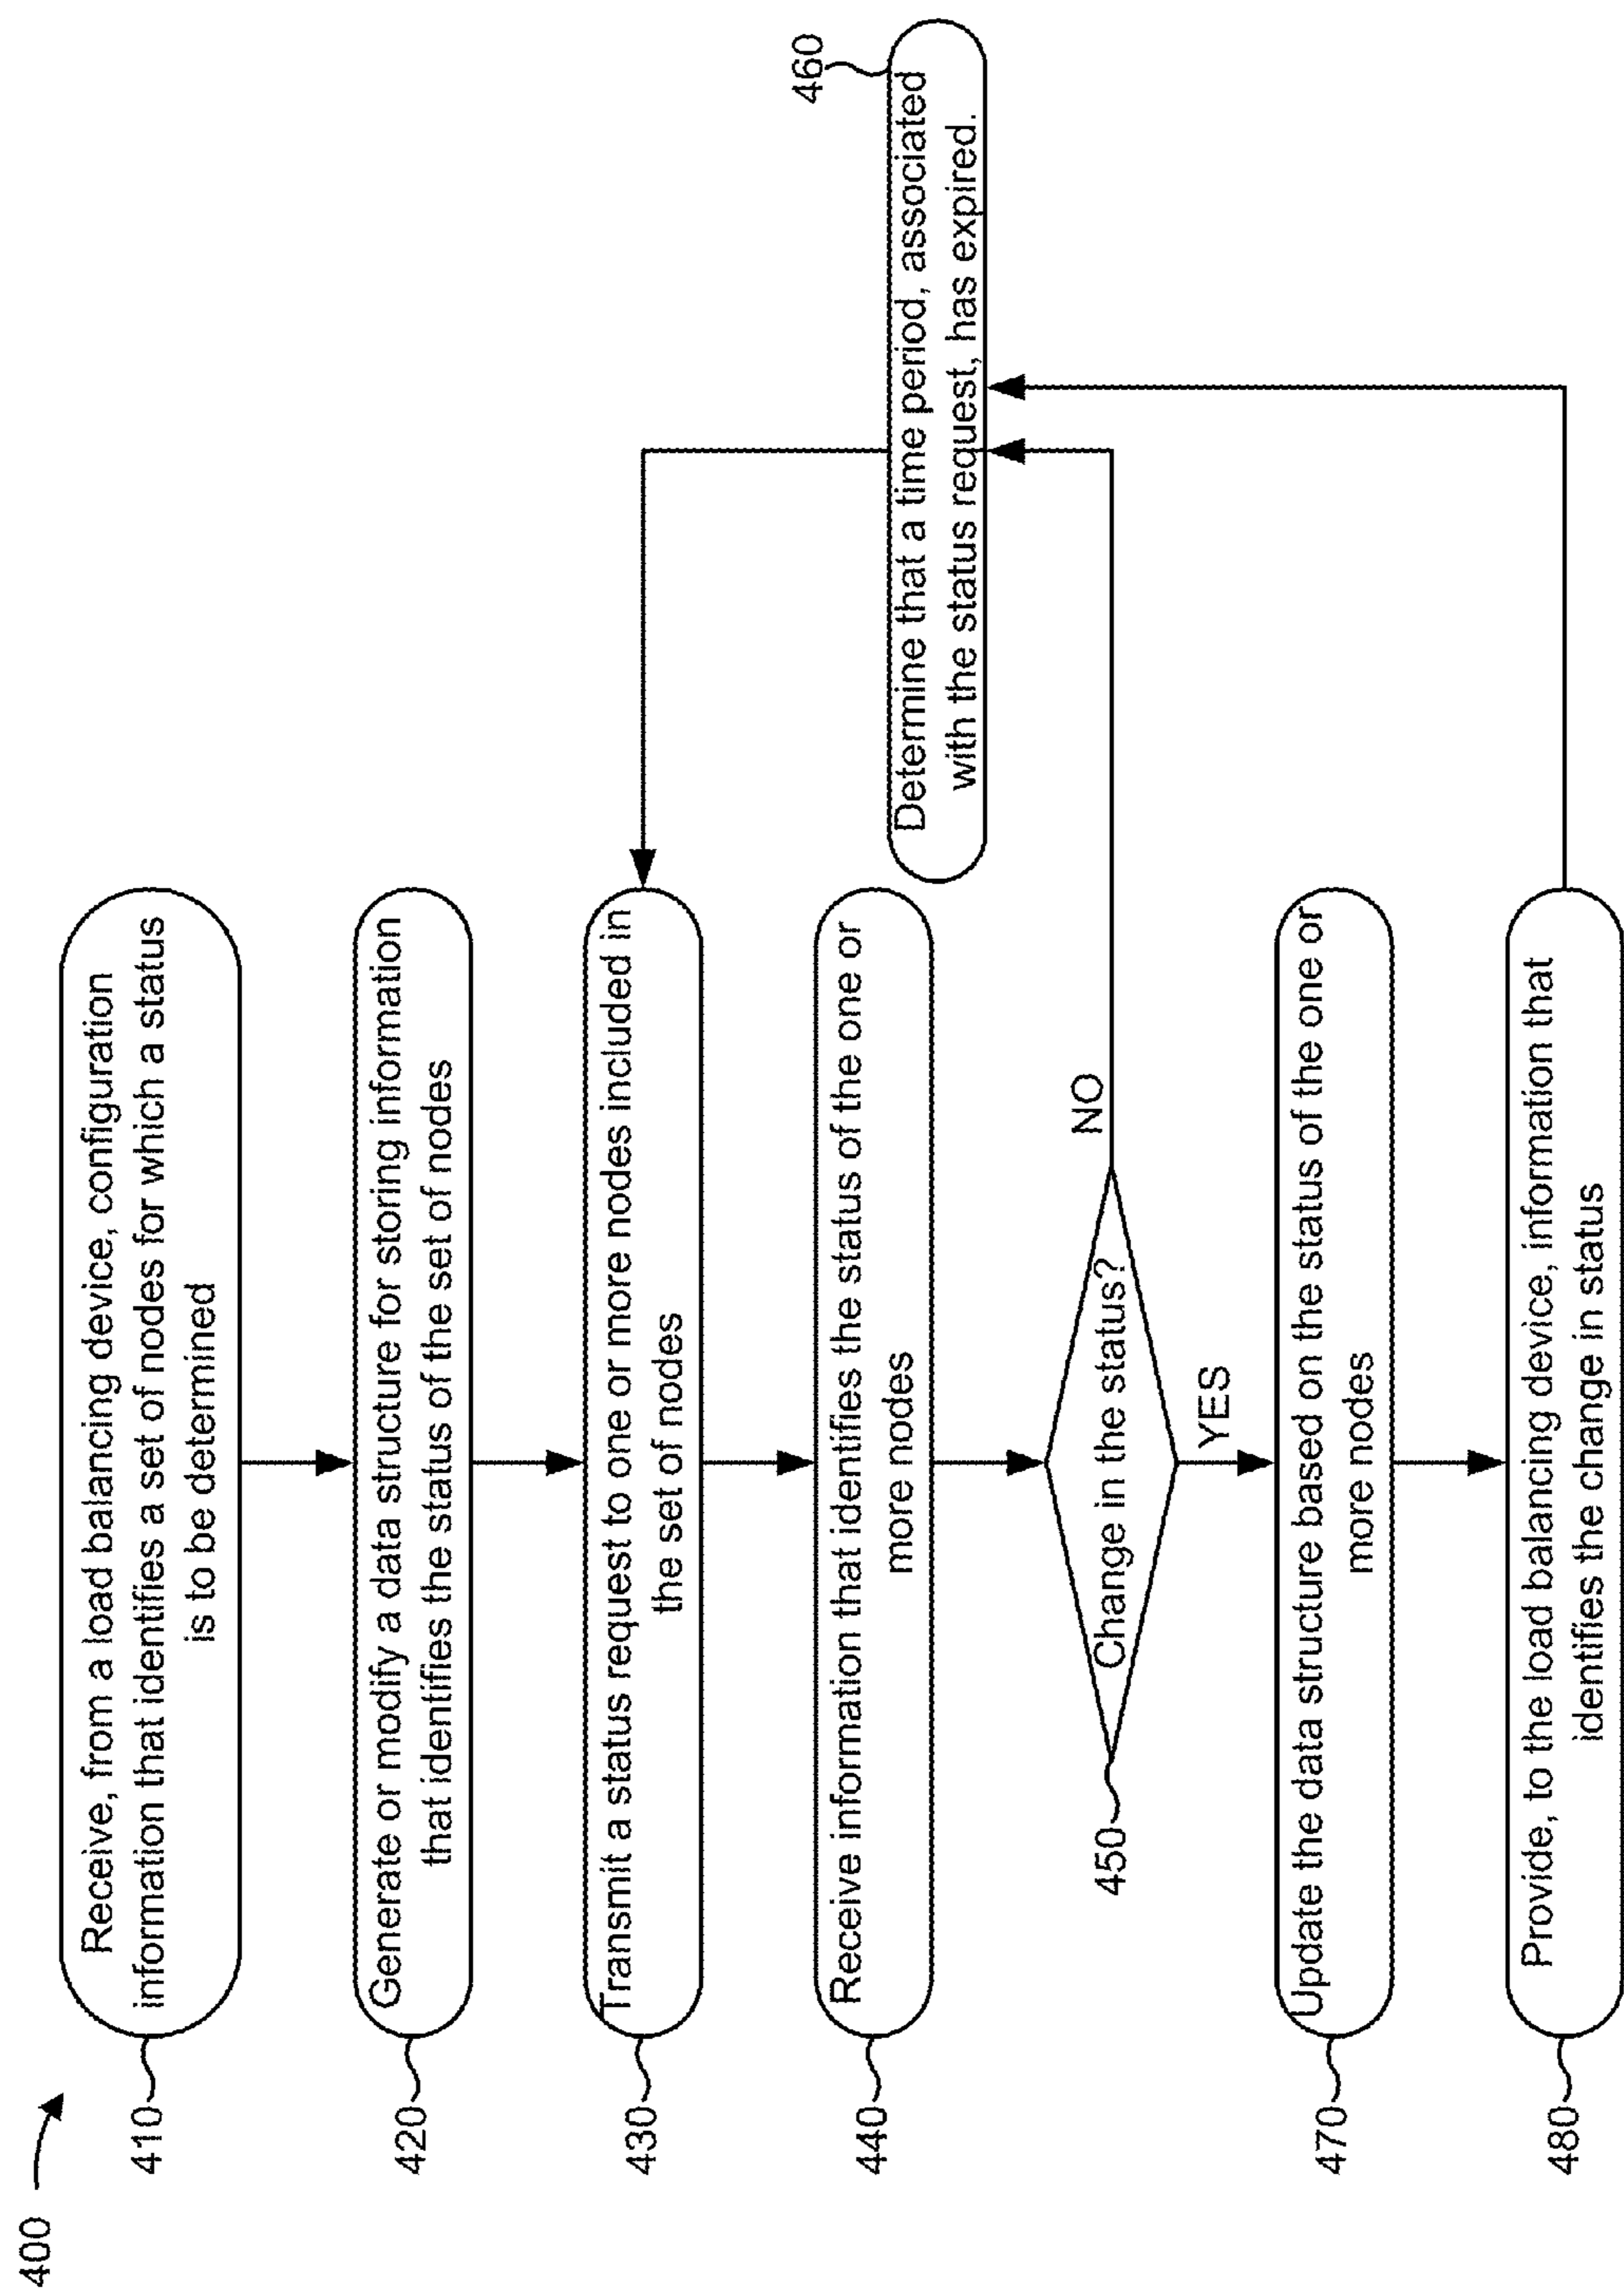 400
410
Receive, from a load balancing device, configuration
information that identifies a set of nodes for which a status
is to be determined
420
Generate or modify a data structure for storing information
that identifies the status of the set of nodes
430
Transmit a status request to one or more nodes included in
the set of nodes
440
Receive information that identifies the status of the one or
more nodes
450
Change in the status?
NO
YES
460
Determine that a time period, associated
with the status request, has expired.
470
Update the data structure based on the status of the one or
more nodes
480
Provide, to the load balancing device, information that
identifies the change in status